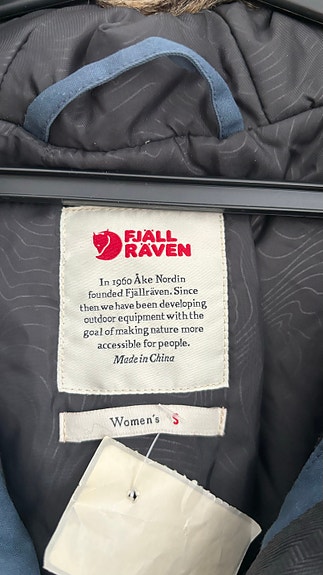 FJÄLL
RÄVEN
In 1960 Åke Nordin
founded Fjällräven. Since
then we have been developing
outdoor equipment with the
goal of making nature more
accessible for people.
Made in China
Women's S